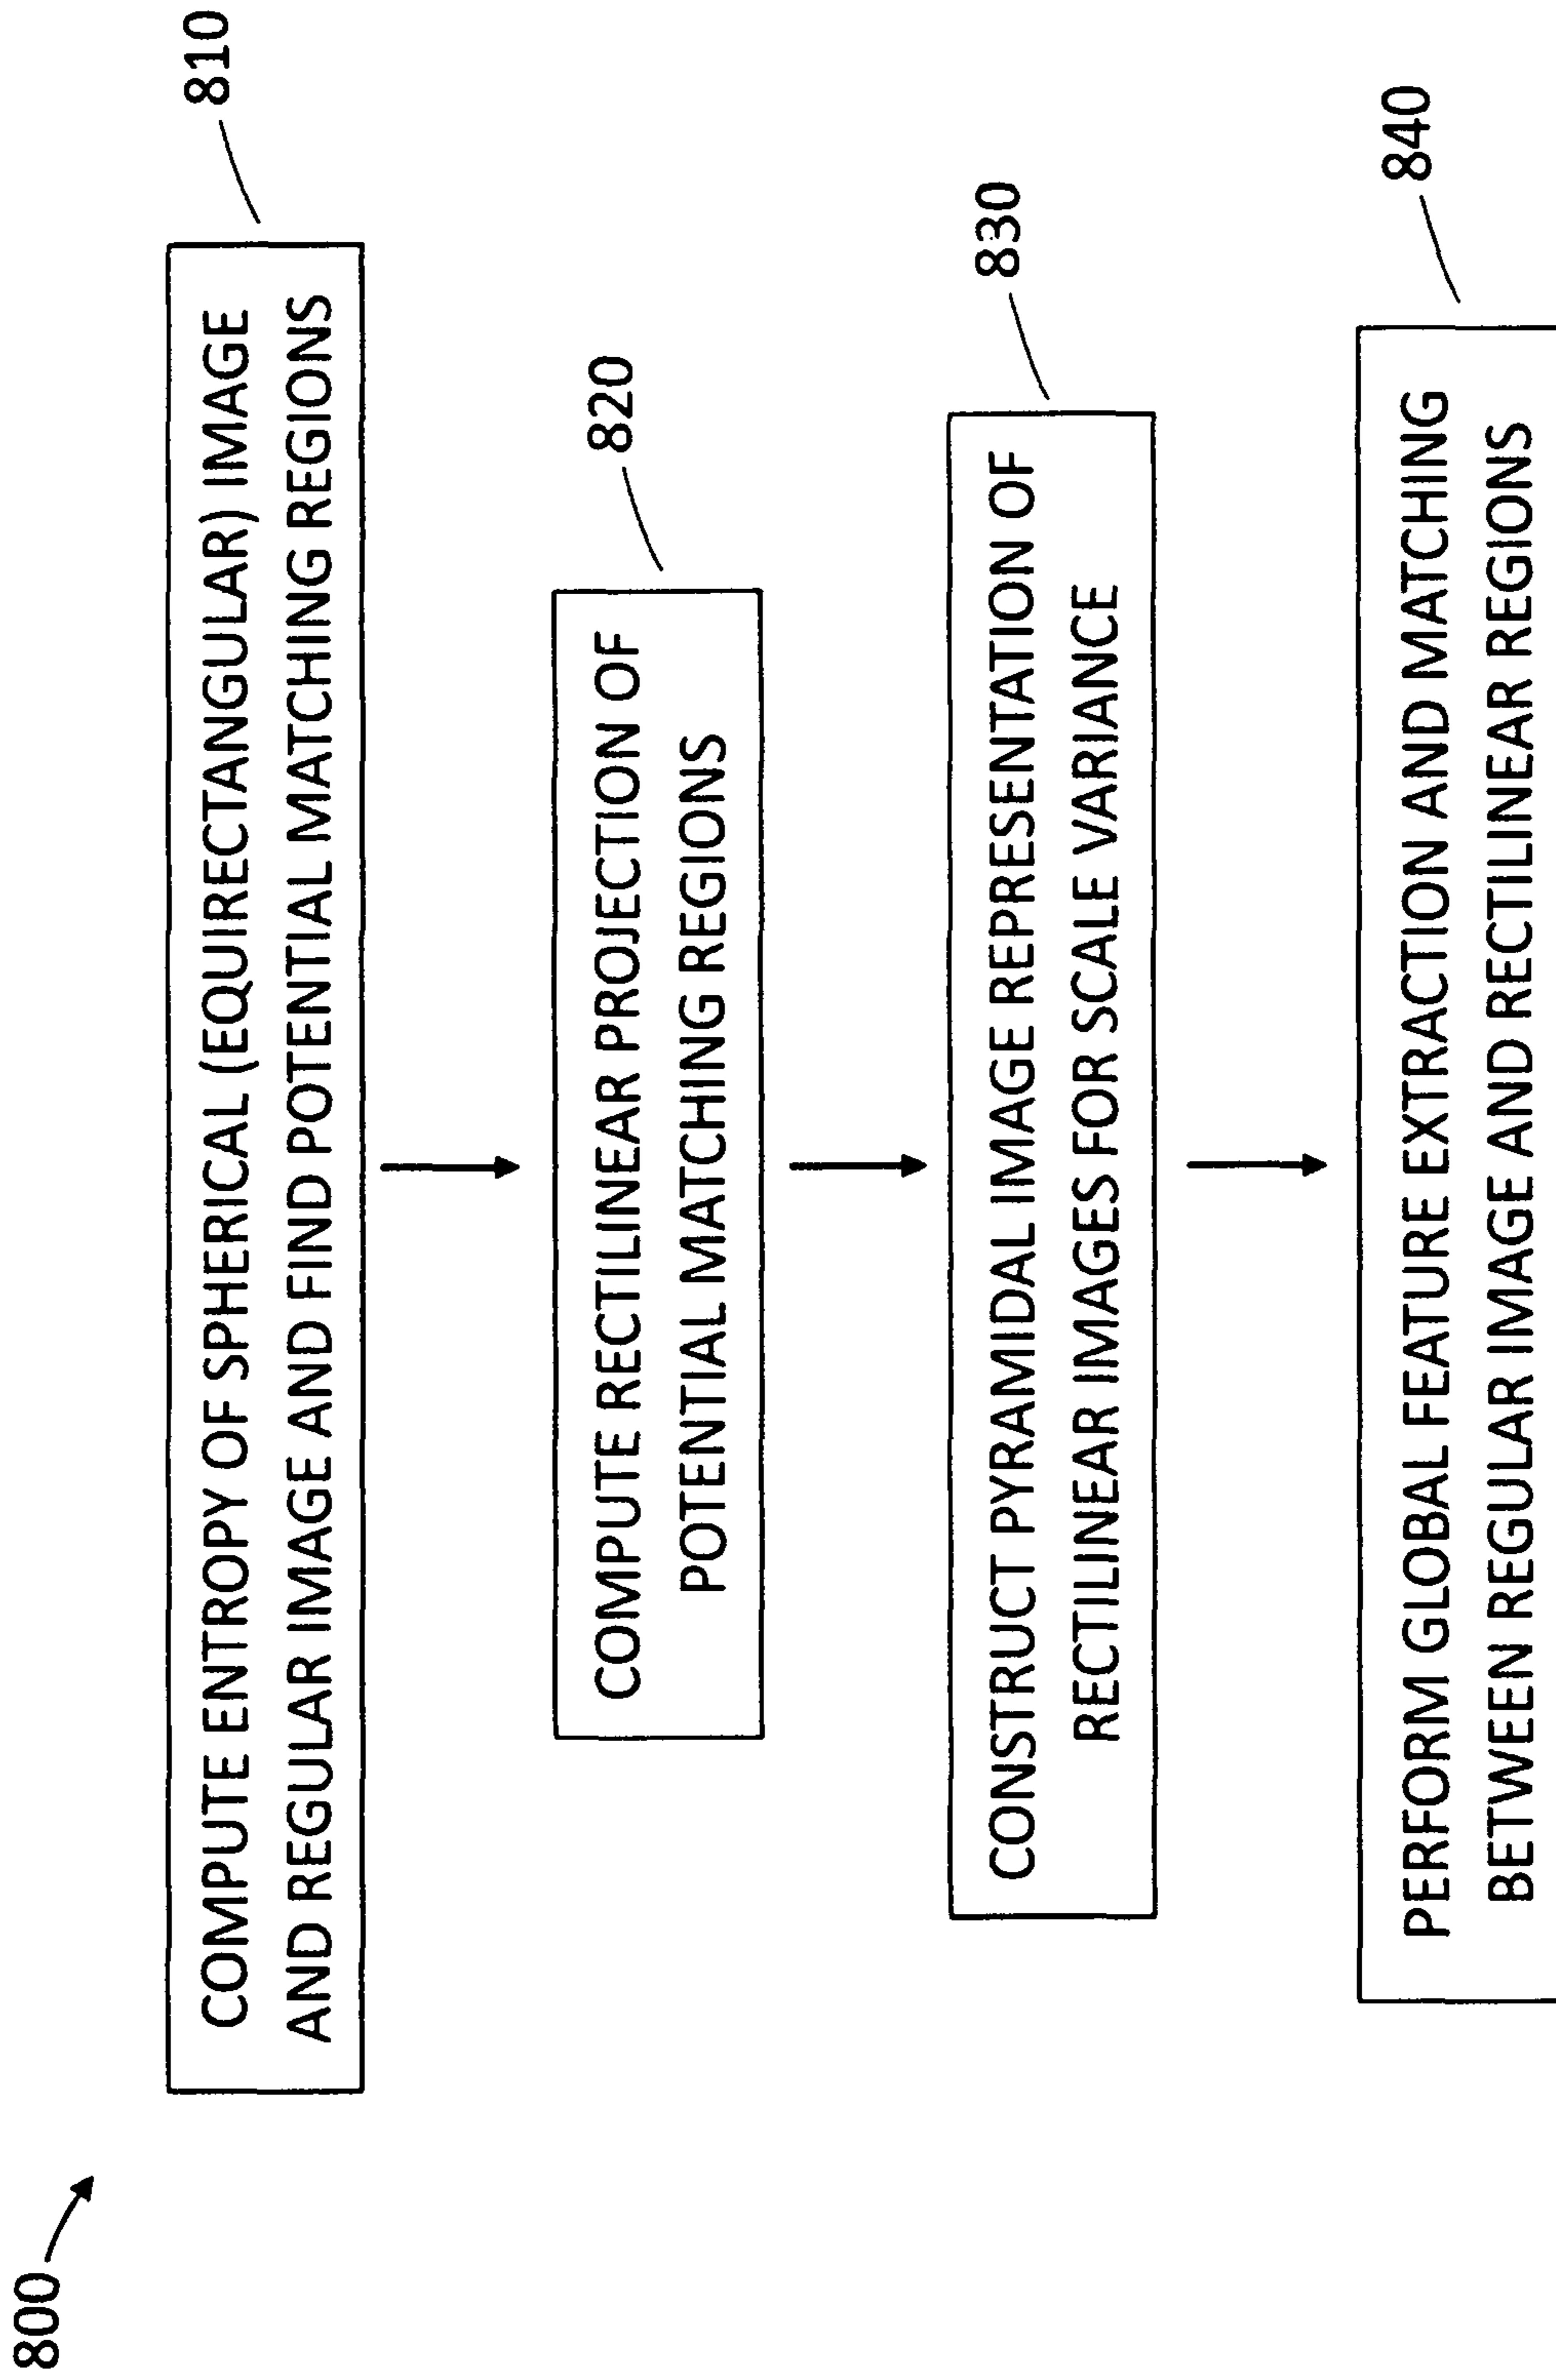 800
810
COMPUTE ENTROPY OF SPHERICAL (EQUIRECTANGULAR) IMAGE
AND REGULAR IMAGE AND FIND POTENTIAL MATCHING REGIONS
820
COMPUTE RECTILINEAR PROJECTION OF
POTENTIAL MATCHING REGIONS
830
CONSTRUCT PYRAMIDAL IMAGE REPRESENTATION OF
RECTILINEAR IMAGES FOR SCALE VARIANCE
840
PERFORM GLOBAL FEATURE EXTRACTION AND MATCHING
BETWEEN REGULAR IMAGE AND RECTILINEAR REGIONS